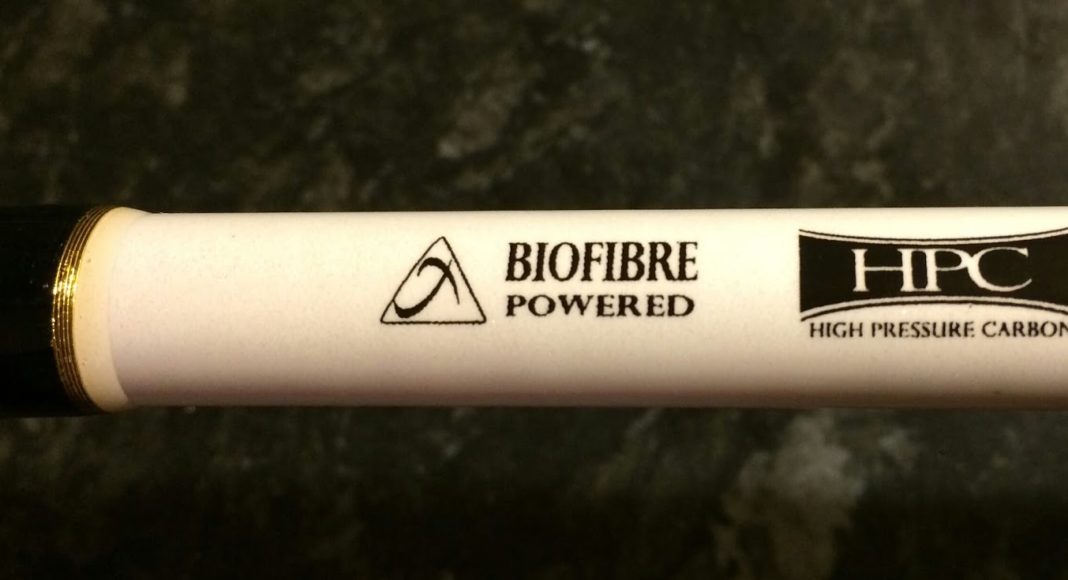 BIOFIBRE
POWERED
HPC
HIGH PRESSURE CARBON